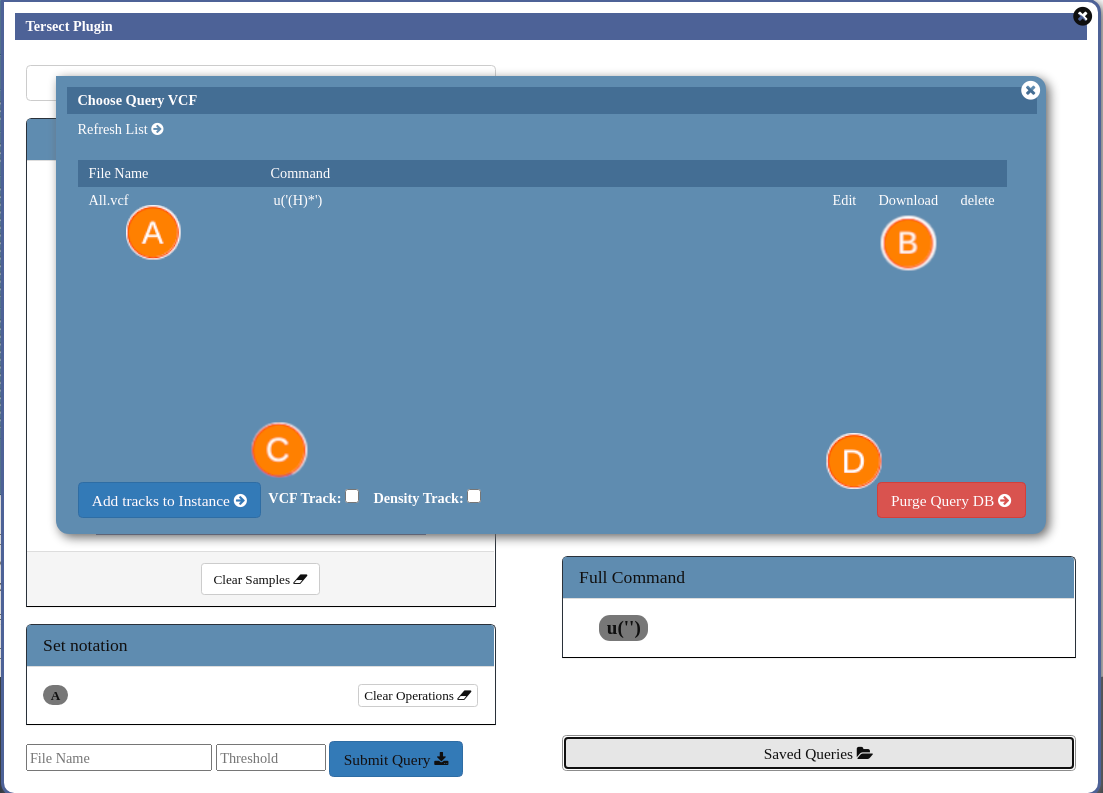 Tersect Plugin
Choose Query VCF
Refresh List
File Name Command
All.vcf u('(H)*') Edit Download delete
A
B
C
D
Add tracks to Instance VCF Track: Density Track: Purge Query DB
Clear Samples
Full Command
u('')
Set notation
A Clear Operations
File Name Threshold Submit Query
Saved Queries